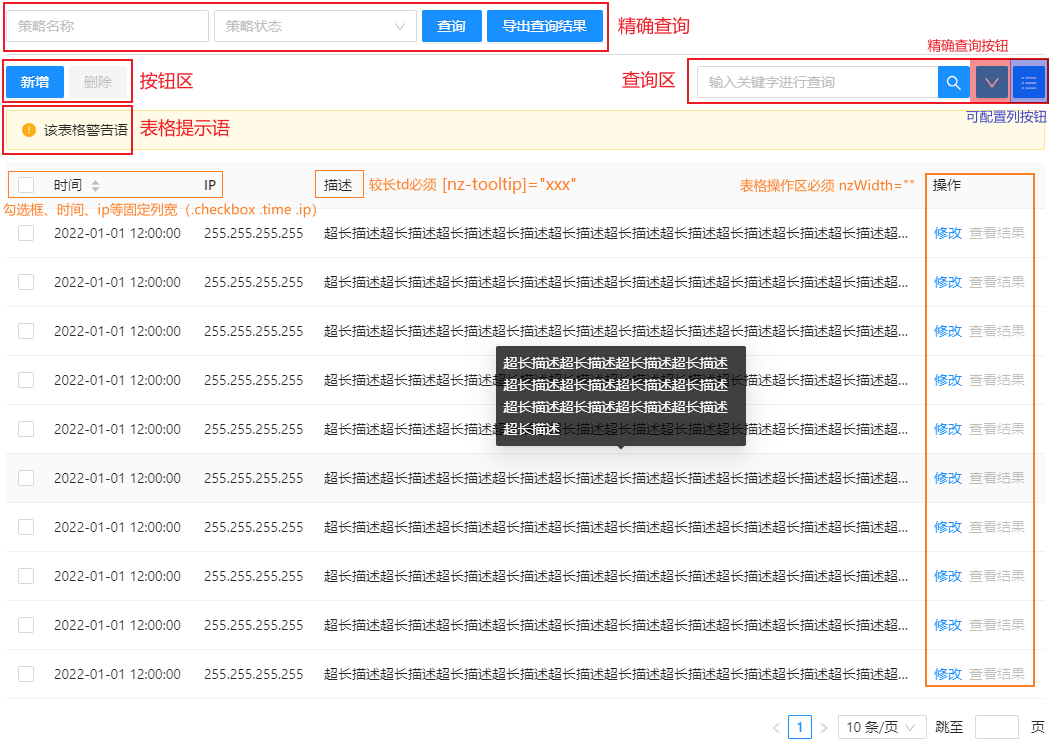 策略名称 策略状态 查询 导出查询结果 精确查询
精确查询按钮
新增 删除 按钮区 查询区 输入关键字进行查询
可配置列按钮
该表格警告语 表格提示语
时间 IP 描述 较长td必须 [nz-tooltip]="xxx" 表格操作区必须 nzWidth="" 操作
勾选框、时间、ip等固定列宽（.checkbox .time .ip）
2022-01-01 12:00:00 255.255.255.255 超长描述超长描述超长描述超长描述超长描述超长描述超长描述超长描述超长描述超长描述超... 修改 查看结果
2022-01-01 12:00:00 255.255.255.255 超长描述超长描述超长描述超长描述超长描述超长描述超长描述超长描述超长描述超长描述超... 修改 查看结果
2022-01-01 12:00:00 255.255.255.255 超长描述超长描述超长描述超长描述超长描述超长描述超长描述超长描述超长描述超长描述超... 修改 查看结果
超长描述超长描述超长描述超长描述
2022-01-01 12:00:00 255.255.255.255 超长描述超长描述超长描述 超长描述超长描述超长描述超长描述 述超长描述超长描述超... 修改 查看结果
超长描述超长描述超长描述超长描述
2022-01-01 12:00:00 255.255.255.255 超长描述超长描述超长描述 超长描述 述超长描述超长描述超... 修改 查看结果
2022-01-01 12:00:00 255.255.255.255 超长描述超长描述超长描述超长描述超长描述超长描述超长描述超长描述超长描述超长描述超... 修改 查看结果
2022-01-01 12:00:00 255.255.255.255 超长描述超长描述超长描述超长描述超长描述超长描述超长描述超长描述超长描述超长描述超... 修改 查看结果
2022-01-01 12:00:00 255.255.255.255 超长描述超长描述超长描述超长描述超长描述超长描述超长描述超长描述超长描述超长描述超... 修改 查看结果
2022-01-01 12:00:00 255.255.255.255 超长描述超长描述超长描述超长描述超长描述超长描述超长描述超长描述超长描述超长描述超... 修改 查看结果
2022-01-01 12:00:00 255.255.255.255 超长描述超长描述超长描述超长描述超长描述超长描述超长描述超长描述超长描述超长描述超... 修改 查看结果
1 10 条/页 跳至 页